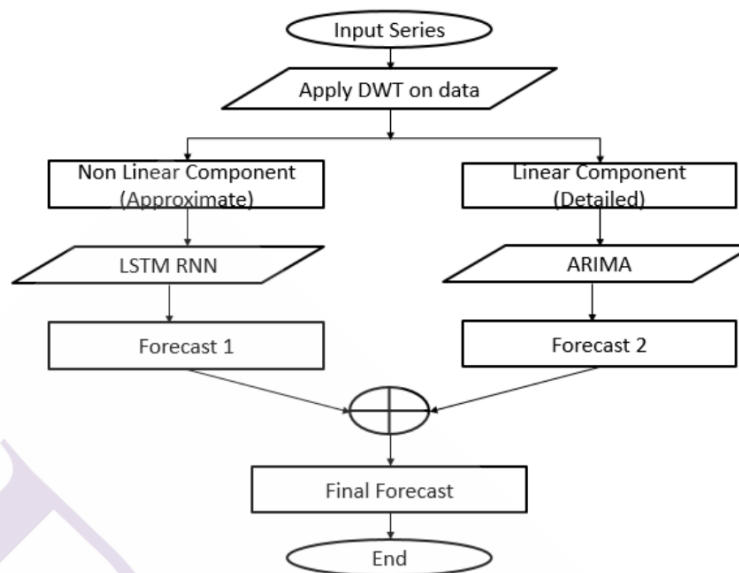 Input Series
Apply DWT on data
Non Linear Component
(Approximate)
Linear Component
(Detailed)
LSTM RNN
ARIMA
Forecast 1
Forecast 2
Final Forecast
End